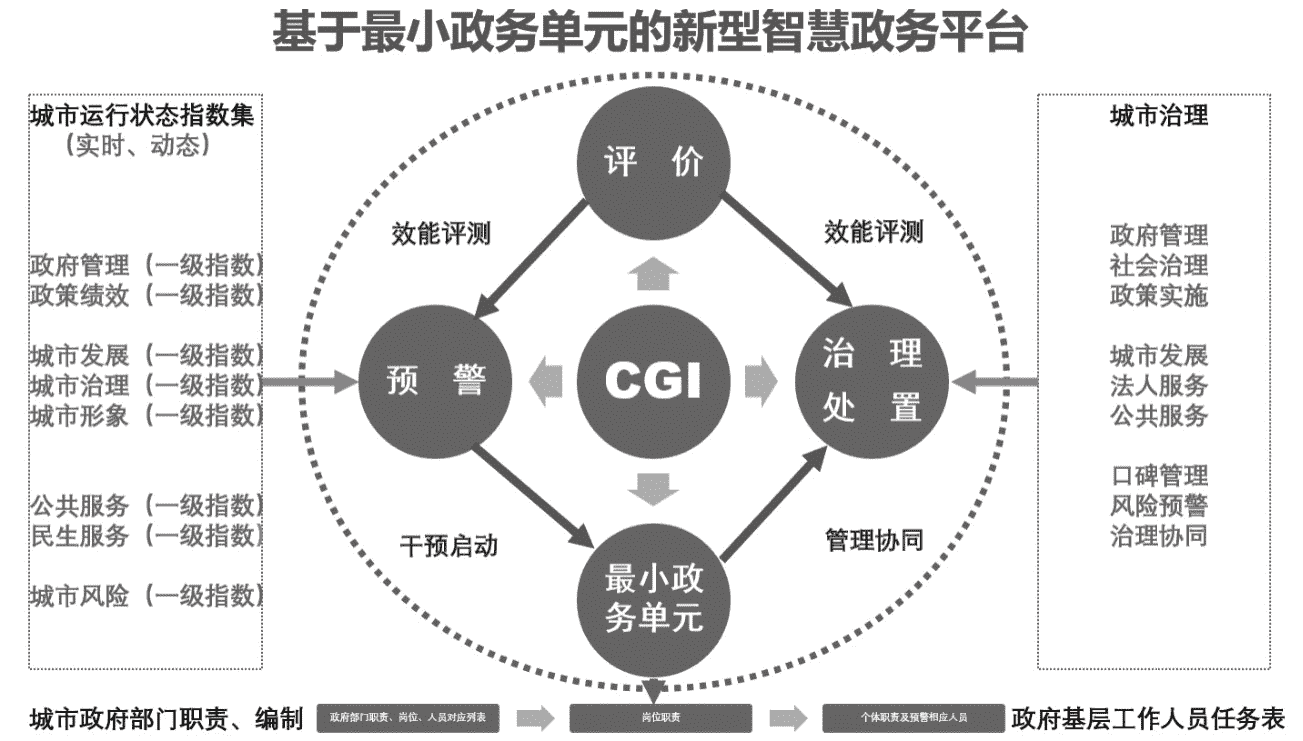 基于最小政务单元的新型智慧政务平台
城市运行状态指数集
（实时、动态）
政府管理（一级指数）
政策绩效（一级指数）
城市发展（一级指数）
城市治理（一级指数）
城市形象（一级指数）
公共服务（一级指数）
民生服务（一级指数）
城市风险（一级指数）
评 价
效能评测
效能评测
预 警
CGI
治 理
处 置
干预启动
管理协同
最小政
务单元
城市治理
政府管理
社会治理
政策实施
城市发展
法人服务
公共服务
口碑管理
风险预警
治理协同
城市政府部门职责、编制
政府部门职责、岗位、人员对应列表
岗位职责
个体职责及预警相应人员
政府基层工作人员任务表